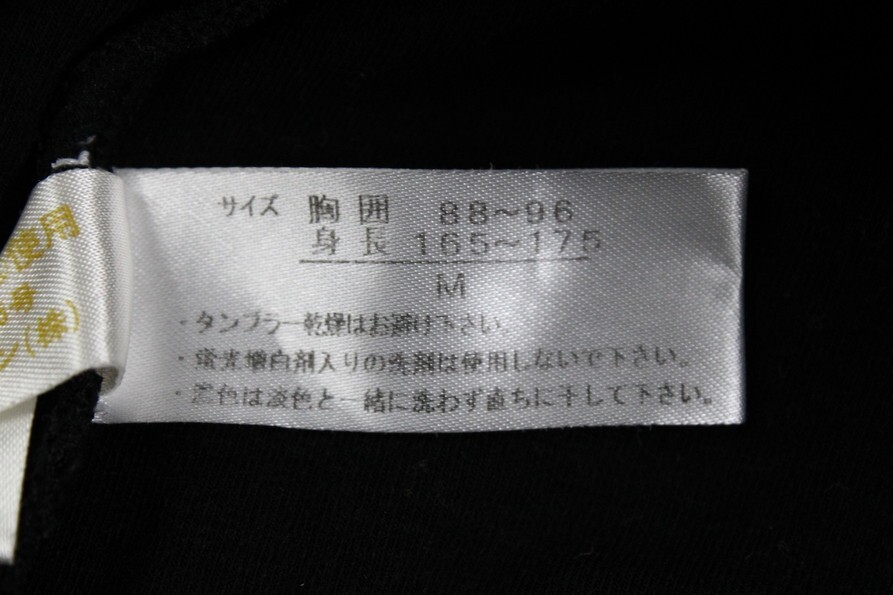 サイズ 胸囲 88～96
身長 165～175
M
・タンブラー乾燥はお避け下さい。
・蛍光増白剤入りの洗剤は使用しないで下さい。
・濃色は淡色と一緒に洗わず直ちに干して下さい。
使用
(株)